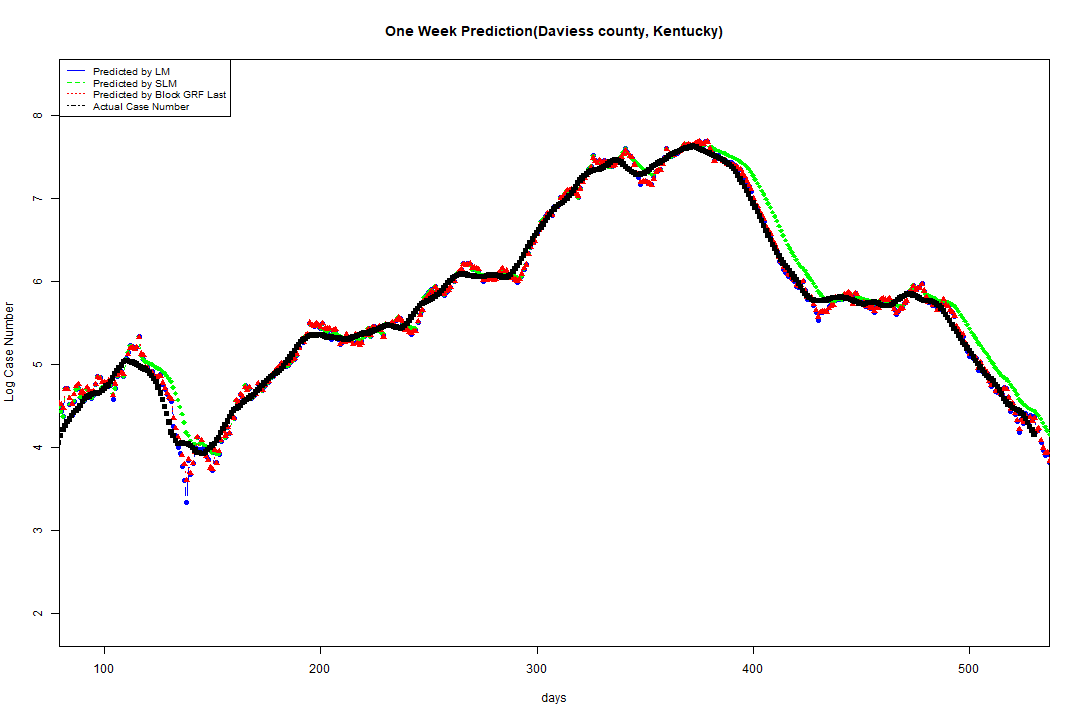 One Week Prediction(Daviess county, Kentucky)
Predicted by LM
Predicted by SLM
Predicted by Block GRF Last
Actual Case Number
8
7
6
5
4
3
2
Log Case Number
100 200 300 400 500
days